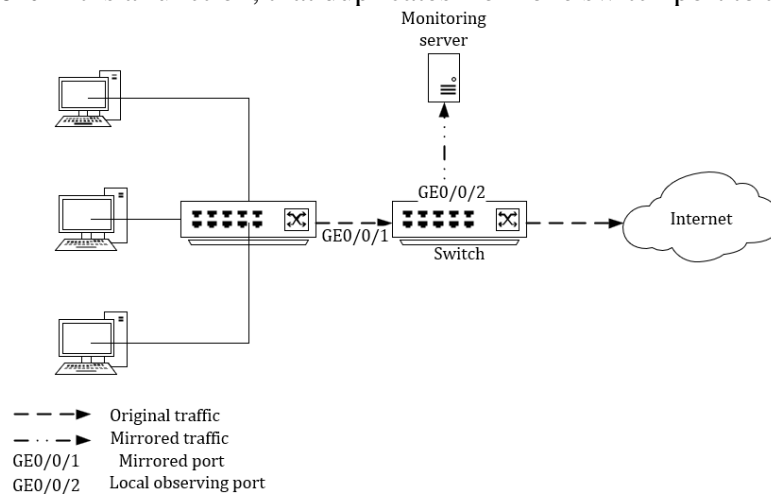 Monitoring
server
GE0/0/2
GE0/0/1
Switch
Internet
Original traffic
Mirrored traffic
GE0/0/1 Mirrored port
GE0/0/2 Local observing port